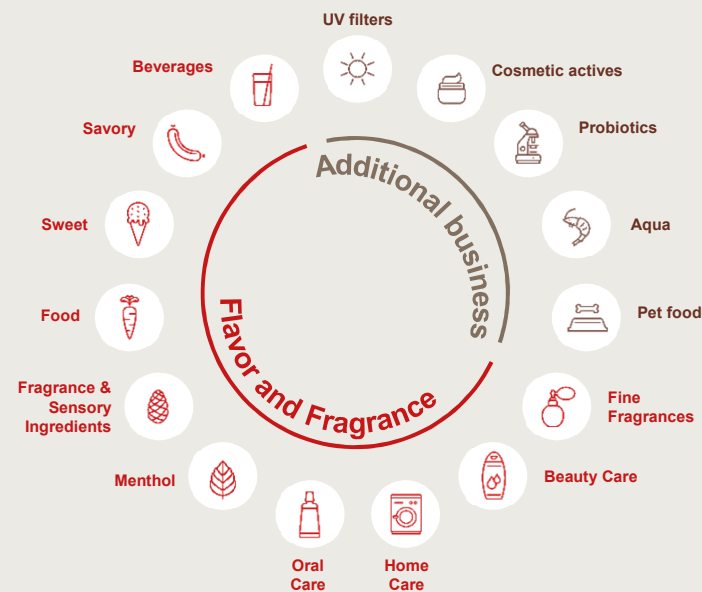 UV filters
Cosmetic actives
Probiotics
Aqua
Pet food
Fine
Fragrances
Beauty Care
Home
Care
Oral
Care
Menthol
Fragrance &
Sensory
Ingredients
Food
Sweet
Savory
Beverages
Additional business
Flavor and Fragrance